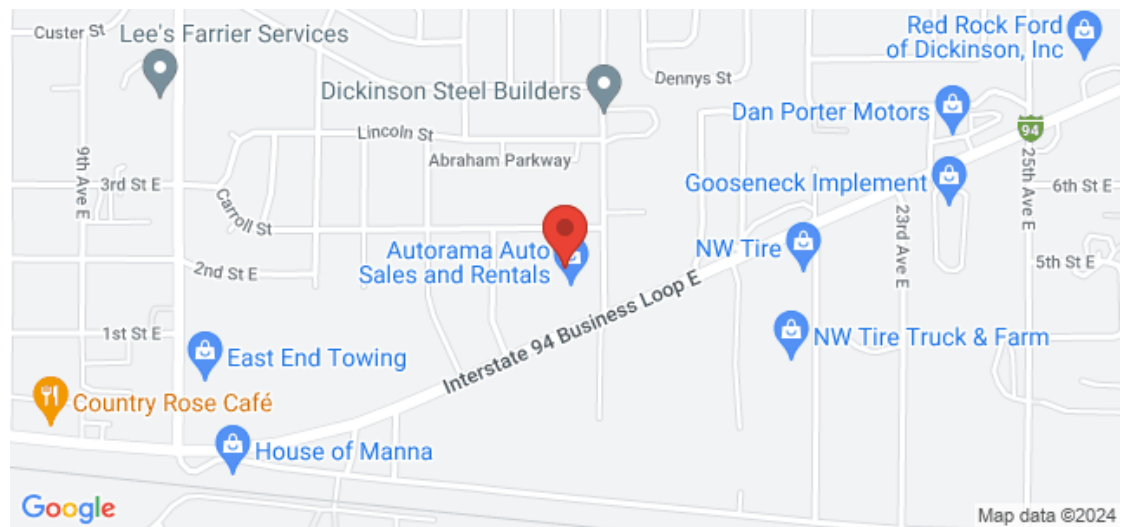 Custer St
Lee's Farrier Services
Red Rock Ford
of Dickinson, Inc
Dennys St
Dickinson Steel Builders
Dan Porter Motors
Lincoln St
94
Abraham Parkway
9th Ave E
3rd St E
25th Ave E
6th St E
Gooseneck Implement
Carroll St
23rd Ave E
Autorama Auto
Sales and Rentals
NW Tire
2nd St E
5th St E
Interstate 94 Business Loop E
1st St E
NW Tire Truck & Farm
East End Towing
Country Rose Café
House of Manna
Google
Map data ©2024